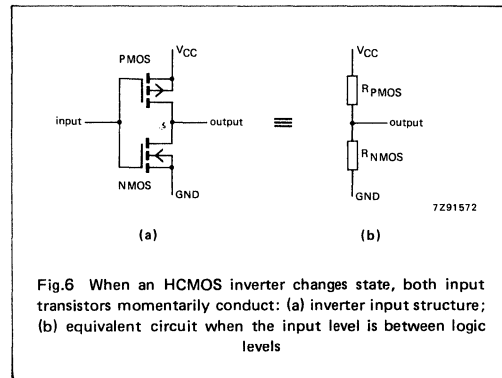 VCC
PMOS
input
output
NMOS
GND
(a)
≡
VCC
RPMOS
output
RNMOS
GND
(b)
7Z91572
Fig.6 When an HCMOS inverter changes state, both input
transistors momentarily conduct: (a) inverter input structure;
(b) equivalent circuit when the input level is between logic
levels